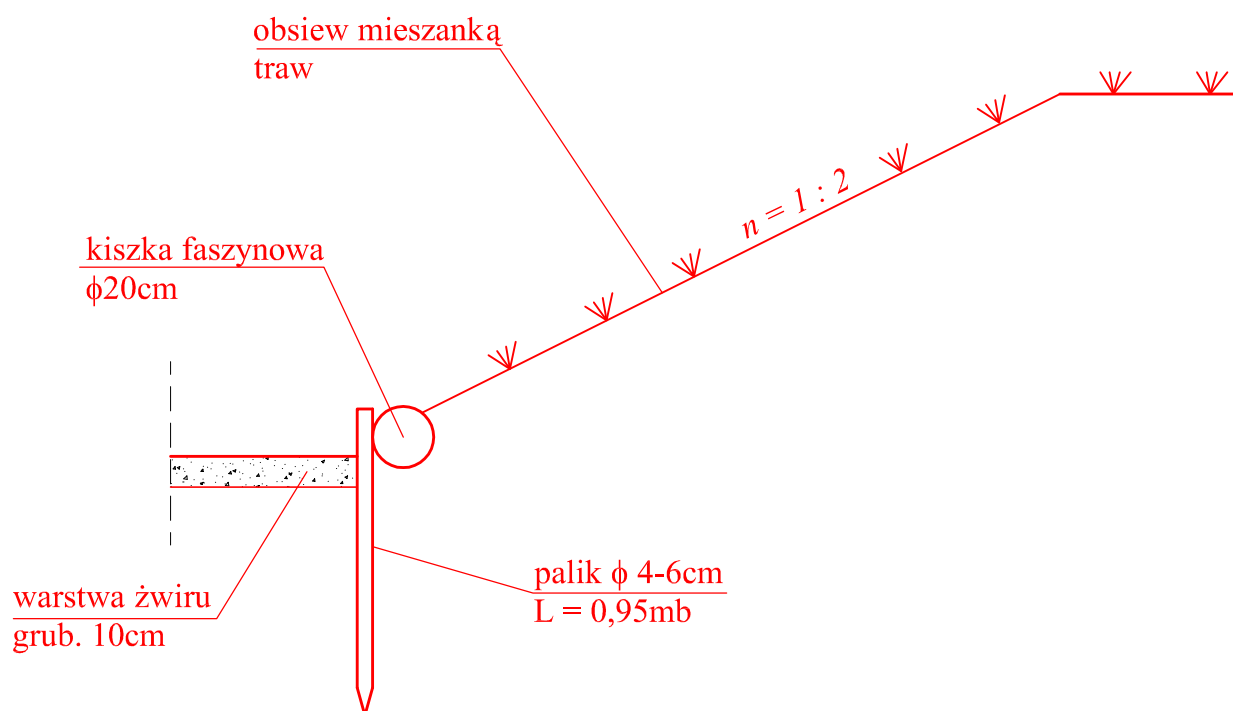 obsiew mieszanką
traw
n = 1 : 2
kiszka faszynowa
ϕ20cm
palik ϕ 4-6cm
L = 0,95mb
warstwa żwiru
grub. 10cm